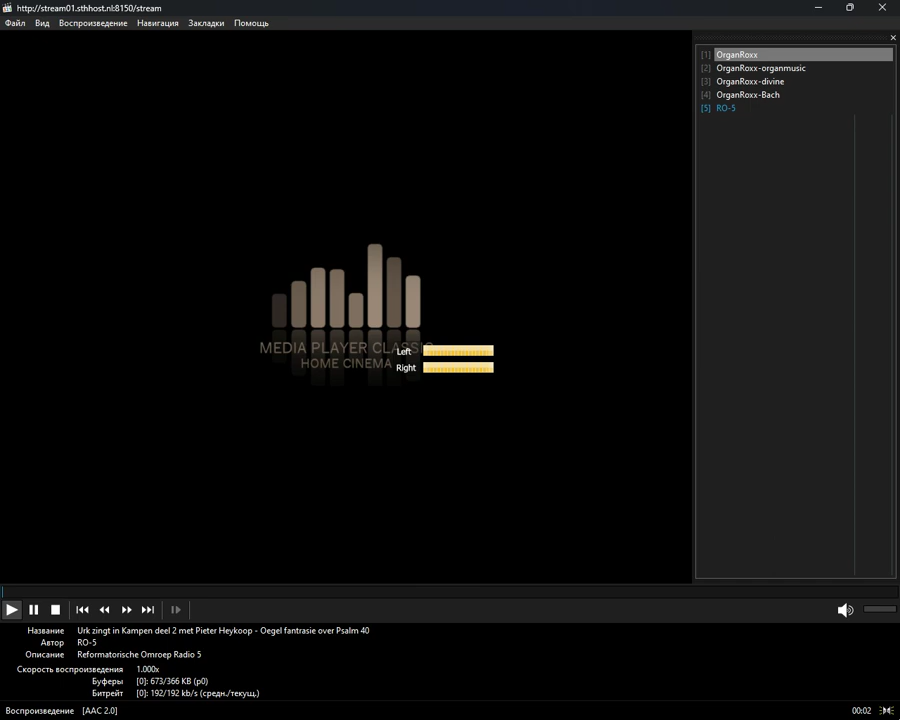 http://stream01.sthhost.nl:8150/stream
Файл Вид Воспроизведение Навигация Закладки Помощь
[1] OrganRoxx
[2] OrganRoxx-organmusic
[3] OrganRoxx-divine
[4] OrganRoxx-Bach
[5] RO-5
MEDIA PLAYER CLASSIC
HOME CINEMA
Left
Right
Название Urk zingt in Kampen deel 2 met Pieter Heykoop - Oegel fantrasie over Psalm 40
Автор RO-5
Описание Reformatorische Omroep Radio 5
Скорость воспроизведения 1.000x
Буферы [0]: 673/366 KB (p0)
Битрейт [0]: 192/192 kb/s (средн./текущ.)
Воспроизведение [AAC 2.0] 00:02